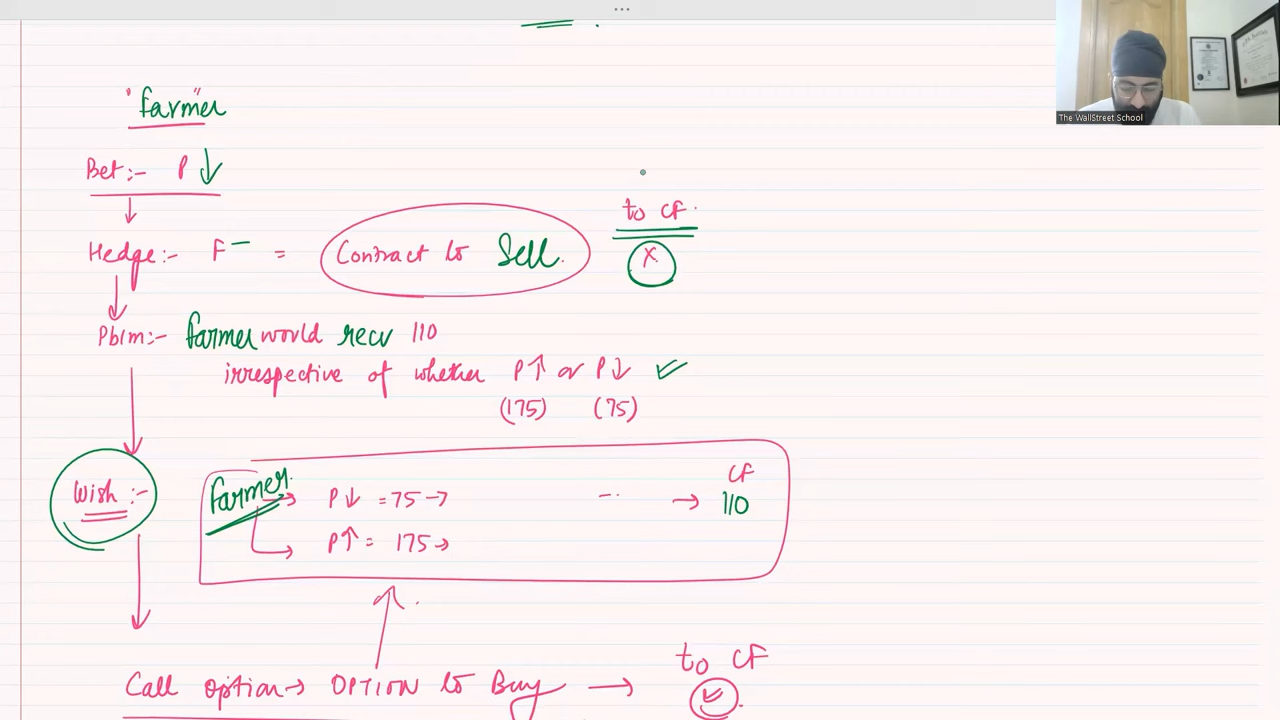 The WallStreet School
"farmer"
Bet:- P ↓
to CF.
Hedge:- F- = Contract to Sell. X
Pblm:- farmer would recv 110
irrespective of whether P↑ or P↓ ✓
(175) (75)
CF
Wish:- farmer. → P↓ = 75 → -.. → 110
→ P↑ = 175 →
to CF
Call option → OPTION to Buy → ✓.